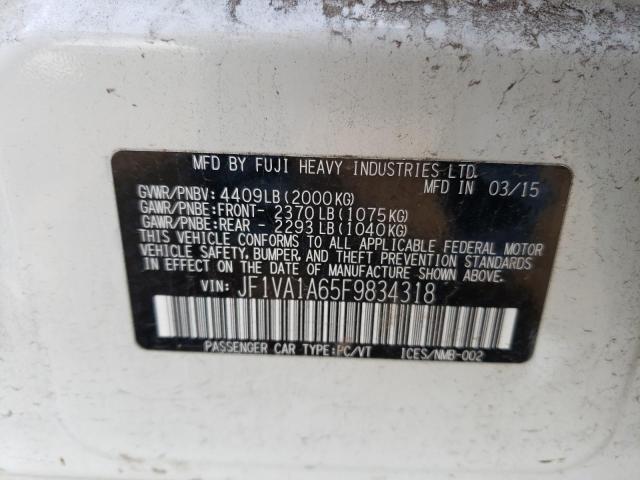 MFD BY FUJI HEAVY INDUSTRIES LTD.
MFD IN 03/15
GVWR/PNBV: 4409LB(2000KG)
GAWR/PNBE:FRONT- 2370LB(1075KG)
GAWR/PNBE:REAR - 2293LB(1040KG)
THIS VEHICLE CONFORMS TO ALL APPLICABLE FEDERAL MOTOR
VEHICLE SAFETY, BUMPER, AND THEFT PREVENTION STANDARDS
IN EFFECT ON THE DATE OF MANUFACTURE SHOWN ABOVE.
VIN: JF1VA1A65F9834318
PASSENGER CAR TYPE:PC/VT ICES/NMB-002